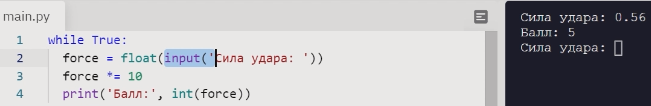 main.py
1 while True:
2 force = float(input('Сила удара: '))
3 force *= 10
4 print('Балл:', int(force))
Сила удара: 0.56
Балл: 5
Сила удара: